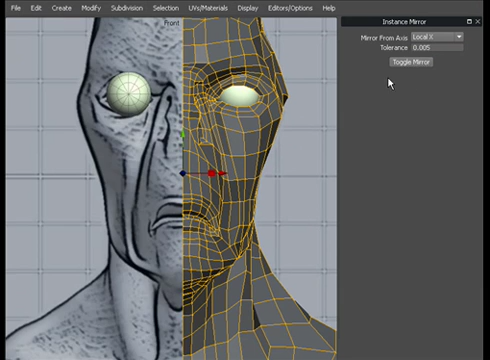 File Edit Create Modify Subdivision Selection UVs/Materials Display Editors/Options Help
Front
Instance Mirror
Mirror From Axis Local X
Tolerance 0.005
Toggle Mirror